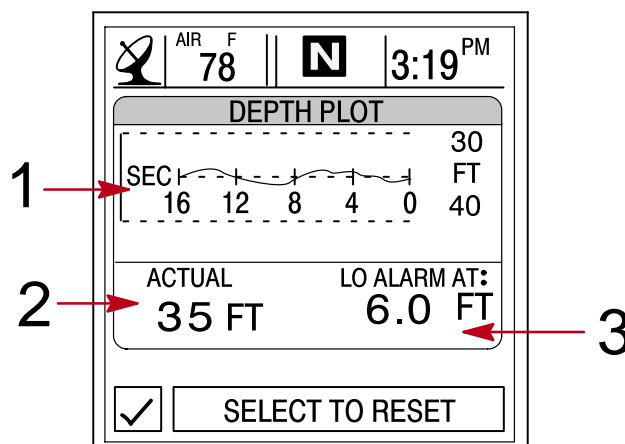 AIR F
78
N
3:19 PM
DEPTH PLOT
30
SEC
FT
16 12 8 4 0
40
1
ACTUAL
LO ALARM AT:
2
35 FT
6.0 FT
3
SELECT TO RESET